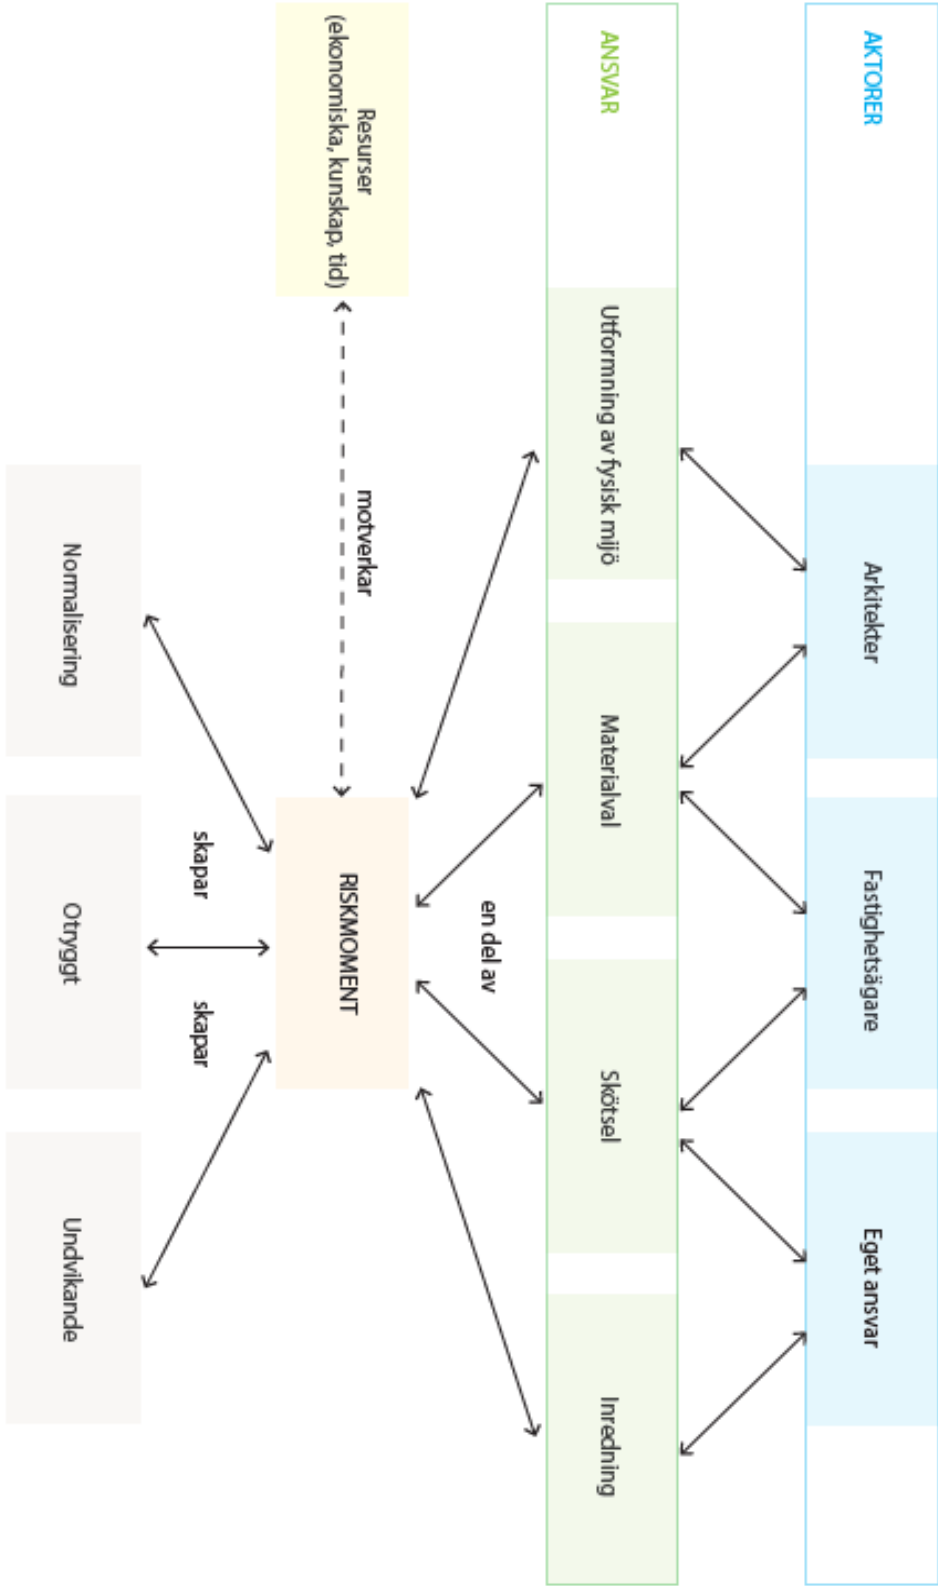 AKTORER
Arkitekter
Fastighetsägare
Eget ansvar
ANSVAR
Utformning av fysisk mijö
Materialval
Skötsel
Inredning
en del av
Resurser
(ekonomiska, kunskap, tid)
motverkar
RISKMOMENT
skapar
skapar
Normalisering
Otryggt
Undvikande